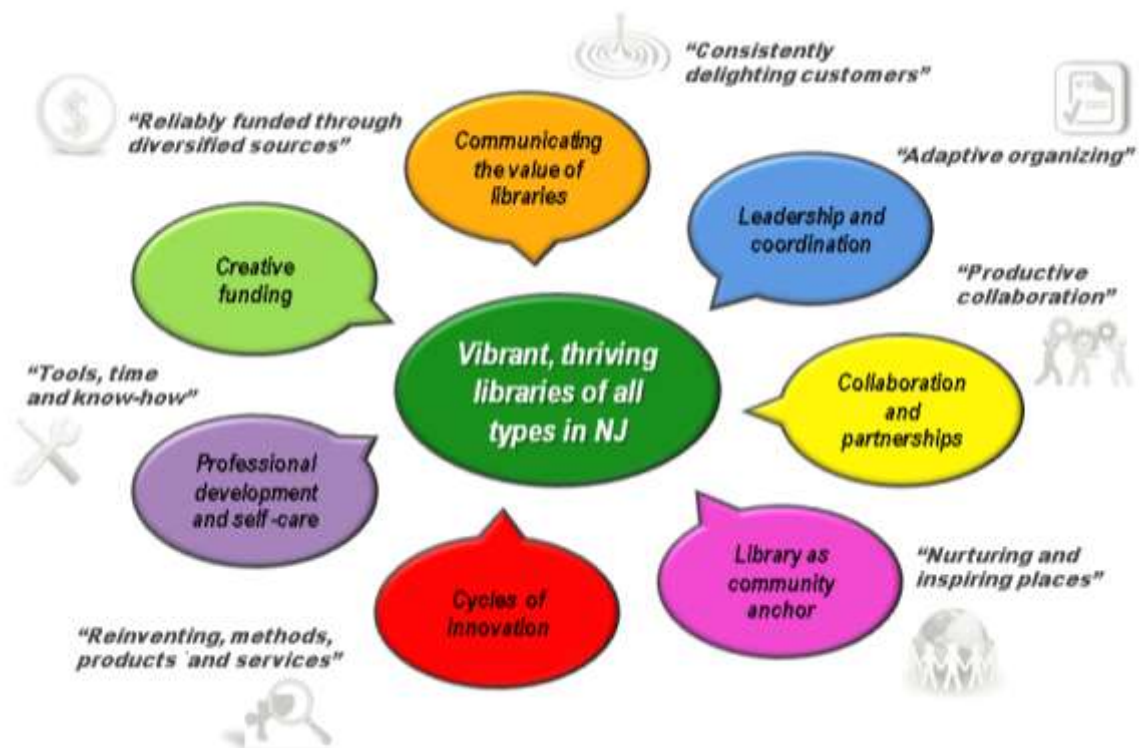 “Consistently
delighting customers”
“Reliably funded through
diversified sources”
Communicating
the value of
libraries
“Adaptive organizing”
Leadership and
coordination
Creative
funding
“Productive
collaboration”
Vibrant, thriving
libraries of all
types in NJ
“Tools, time
and know-how”
Collaboration
and
partnerships
Professional
development
and self-care
Library as
community
anchor
“Nurturing and
inspiring places”
Cycles of
innovation
“Reinventing, methods,
products and services”